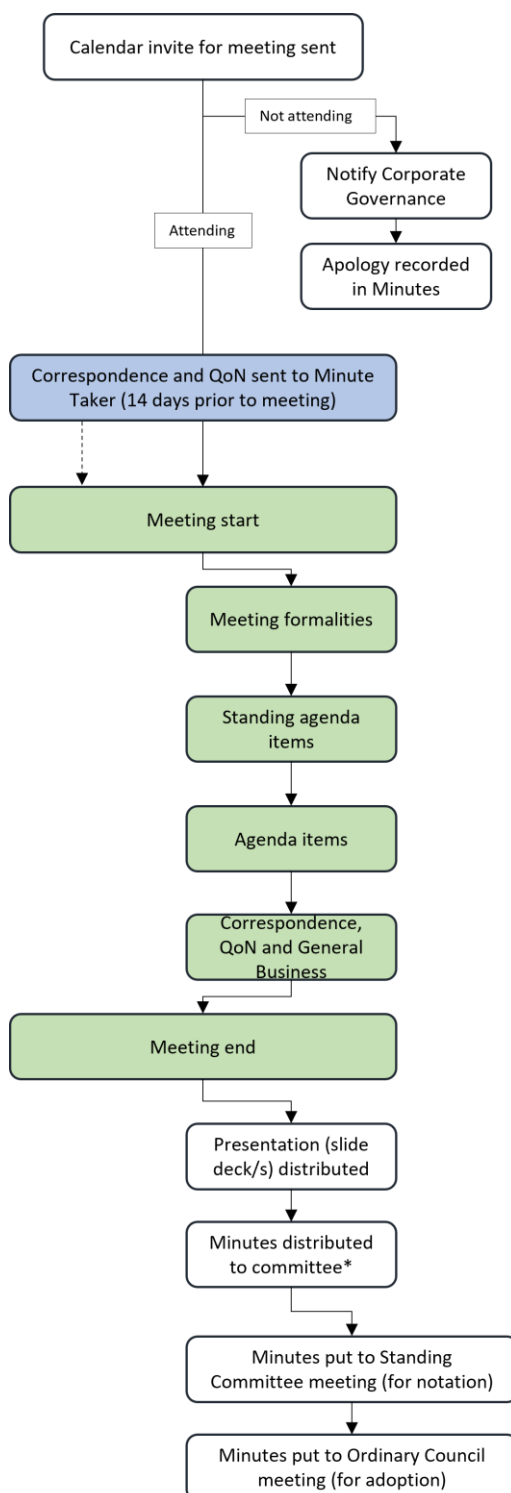 Calendar invite for meeting sent
Not attending
Notify Corporate
Governance
Attending
Apology recorded
in Minutes
Correspondence and QoN sent to Minute
Taker (14 days prior to meeting)
Meeting start
Meeting formalities
Standing agenda
items
Agenda items
Correspondence,
QoN and General
Business
Meeting end
Presentation (slide
deck/s) distributed
Minutes distributed
to committee*
Minutes put to Standing
Committee meeting (for notation)
Minutes put to Ordinary Council
meeting (for adoption)